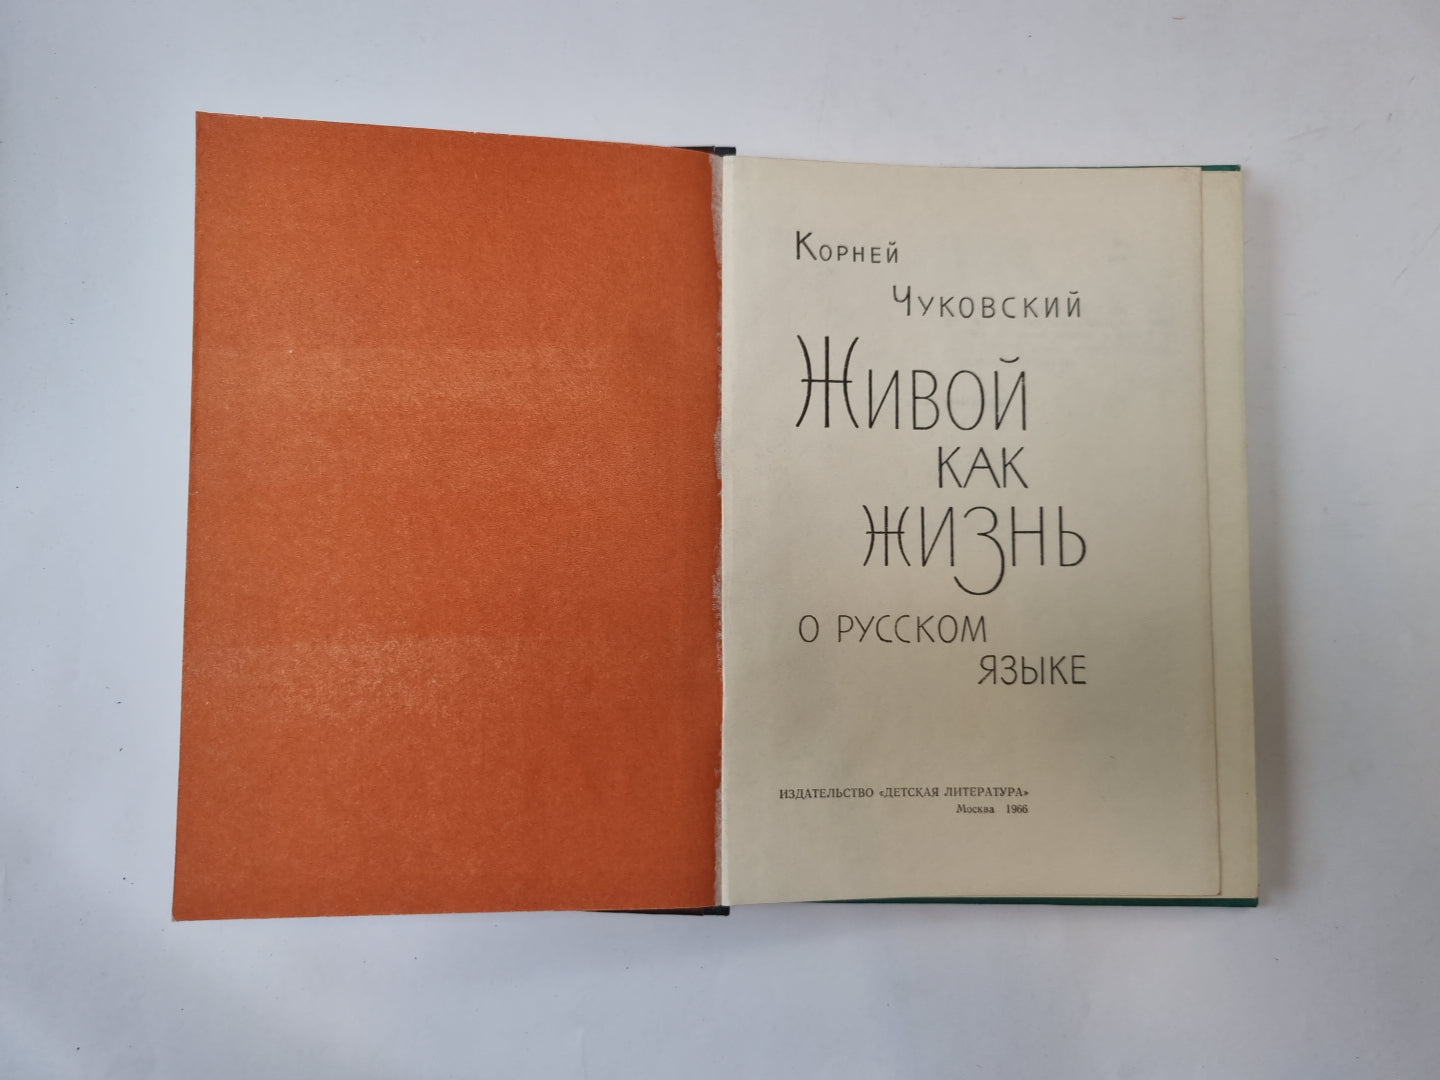 Корней
Чуковский
Живой
как
жизнь
о русском
языке
ИЗДАТЕЛЬСТВО «ДЕТСКАЯ ЛИТЕРАТУРА»
Москва 1966